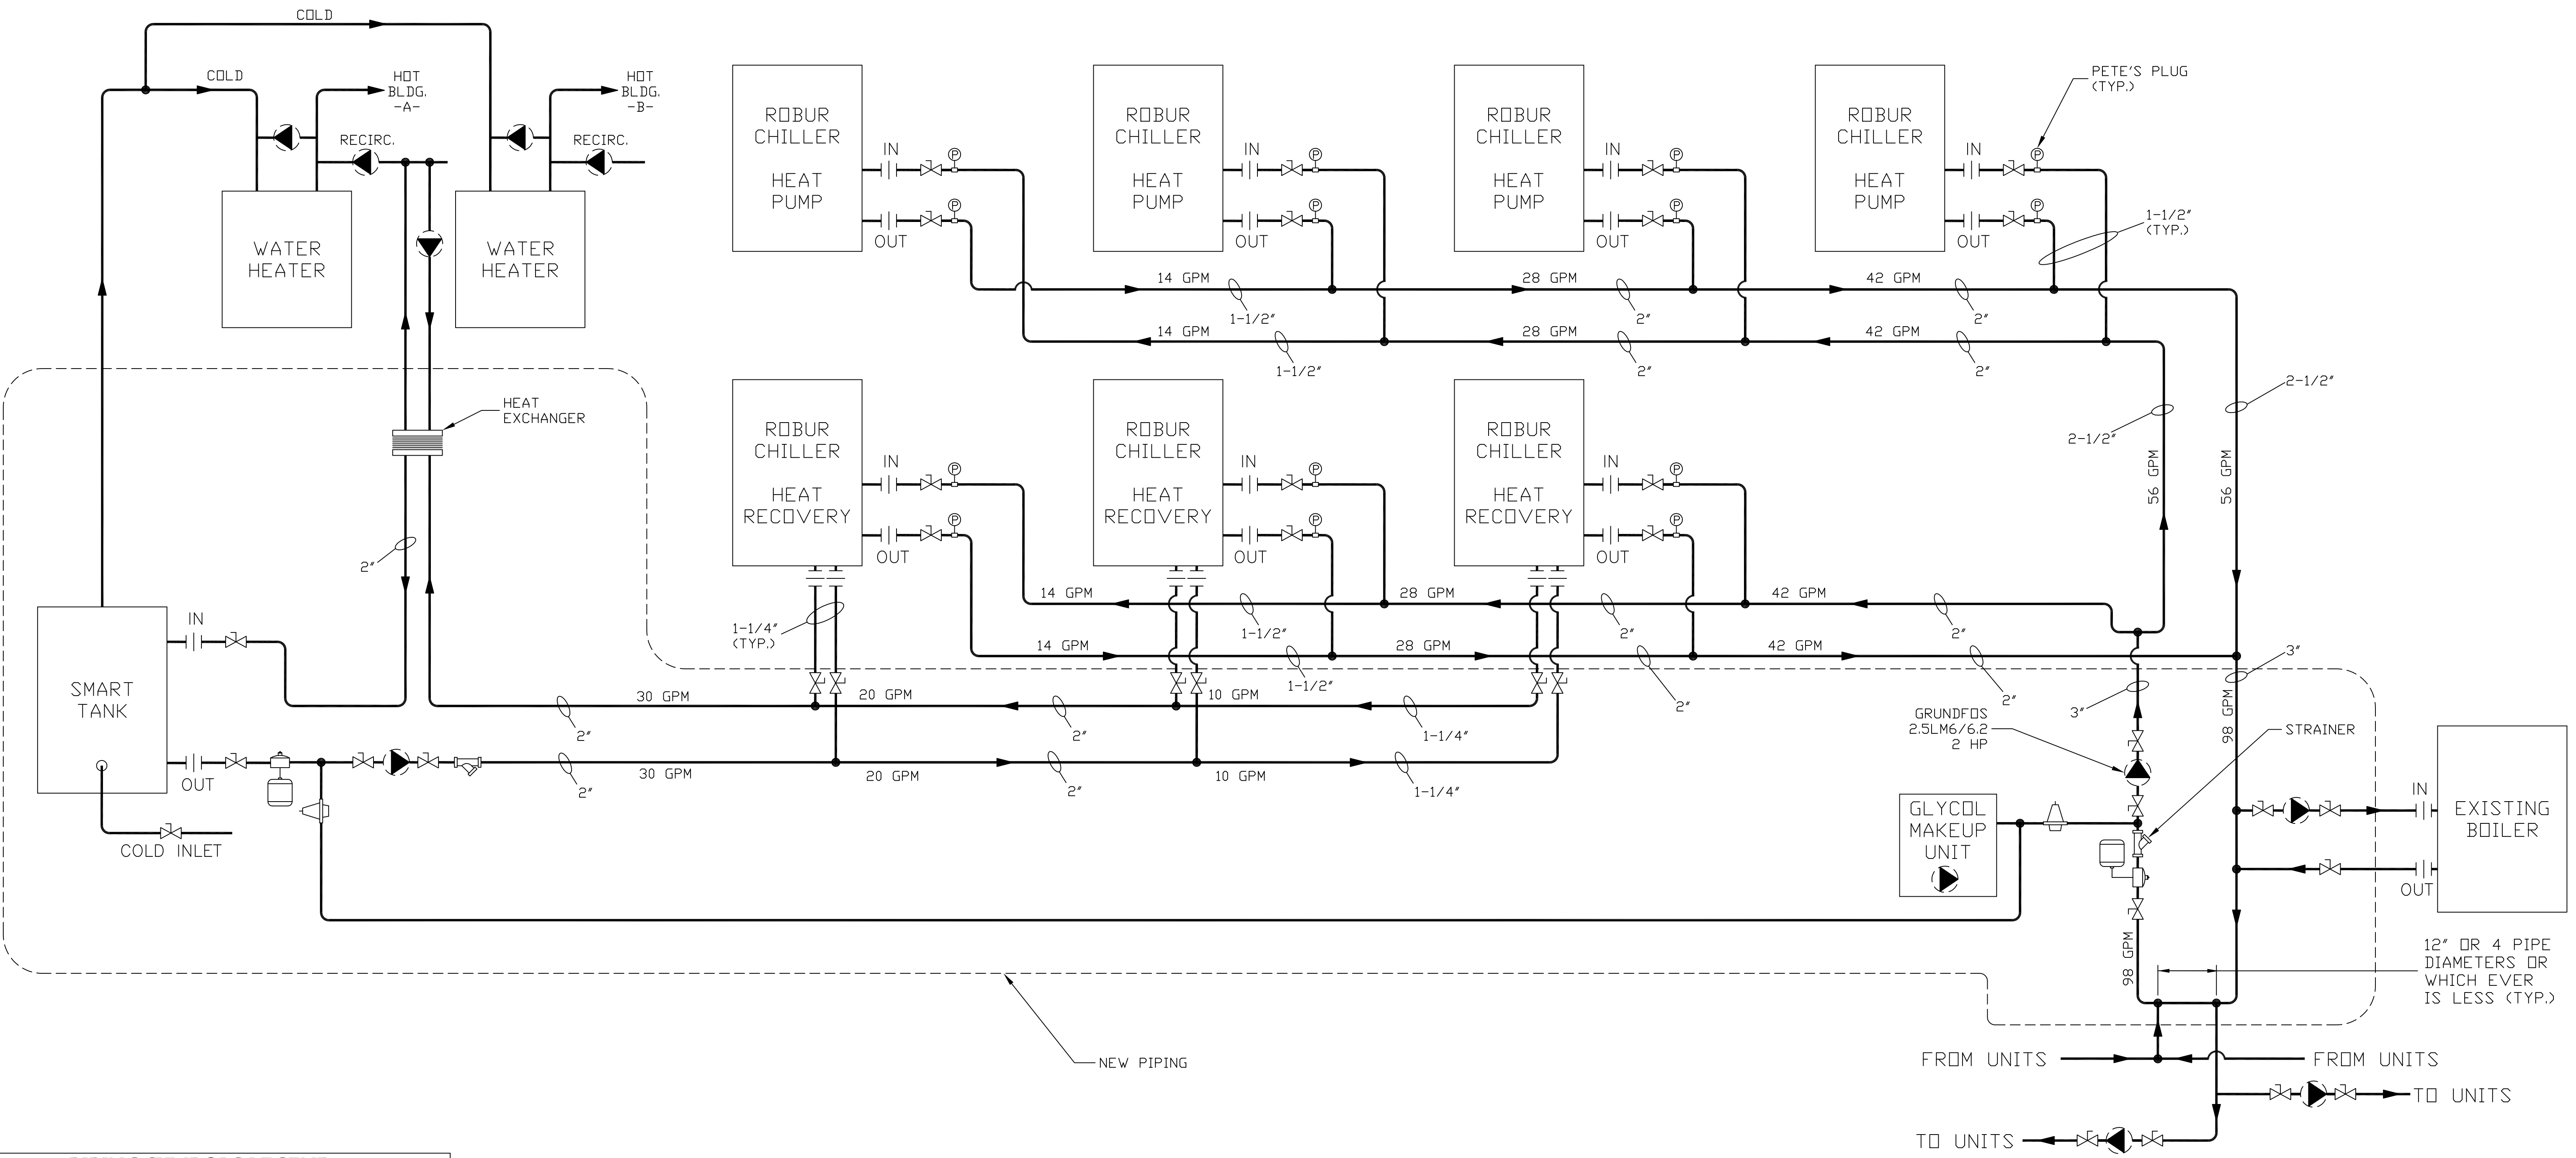 COLD
COLD
HOT
BLDG.
-A-
RECIRC.
HOT
BLDG.
-B-
RECIRC.
WATER
HEATER
WATER
HEATER
ROBUR
CHILLER
HEAT
PUMP
IN
P
P
OUT
ROBUR
CHILLER
HEAT
PUMP
IN
P
P
OUT
ROBUR
CHILLER
HEAT
PUMP
IN
P
P
OUT
ROBUR
CHILLER
HEAT
PUMP
IN
P
P
OUT
PETE'S PLUG
(TYP.)
1-1/2"
(TYP.)
14 GPM
1-1/2"
28 GPM
2"
42 GPM
2"
14 GPM
1-1/2"
28 GPM
2"
42 GPM
2"
2-1/2"
2-1/2"
56 GPM
56 GPM
HEAT
EXCHANGER
2"
ROBUR
CHILLER
HEAT
RECOVERY
IN
P
P
OUT
ROBUR
CHILLER
HEAT
RECOVERY
IN
P
P
OUT
ROBUR
CHILLER
HEAT
RECOVERY
IN
P
P
OUT
1-1/4"
(TYP.)
14 GPM
1-1/2"
28 GPM
2"
42 GPM
2"
14 GPM
1-1/2"
28 GPM
2"
42 GPM
2"
3"
3"
98 GPM
SMART
TANK
IN
OUT
COLD INLET
30 GPM
2"
20 GPM
2"
10 GPM
1-1/4"
30 GPM
2"
20 GPM
2"
10 GPM
1-1/4"
GRUNDFOS
2.5LM6/6.2
2 HP
STRAINER
GLYCOL
MAKEUP
UNIT
IN
OUT
EXISTING
BOILER
98 GPM
12" OR 4 PIPE
DIAMETERS OR
WHICH EVER
IS LESS (TYP.)
NEW PIPING
FROM UNITS
FROM UNITS
TO UNITS
TO UNITS